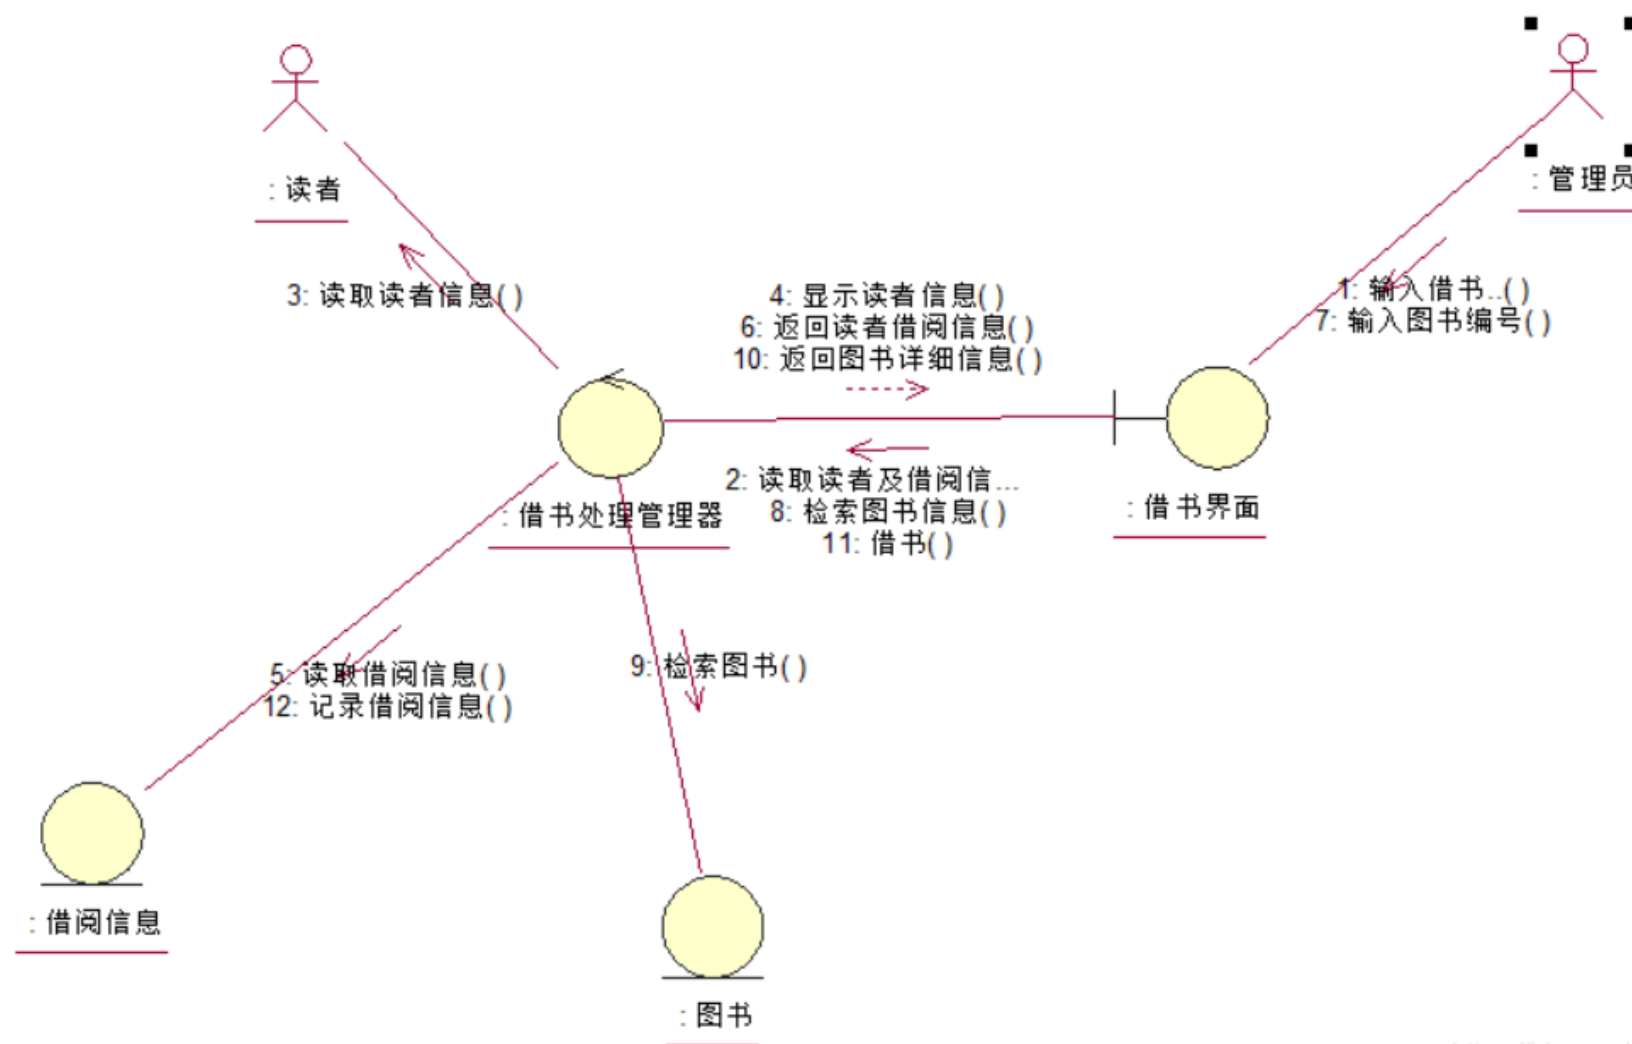 : 读者
: 管理员
3: 读取读者信息( )
4: 显示读者信息( )
6: 返回读者借阅信息( )
10: 返回图书详细信息( )
1: 输入借书..( )
7: 输入图书编号( )
2: 读取读者及借阅信...
8: 检索图书信息( )
11: 借书( )
: 借书处理管理器
: 借书界面
5: 读取借阅信息( )
12: 记录借阅信息( )
9: 检索图书( )
: 借阅信息
: 图书